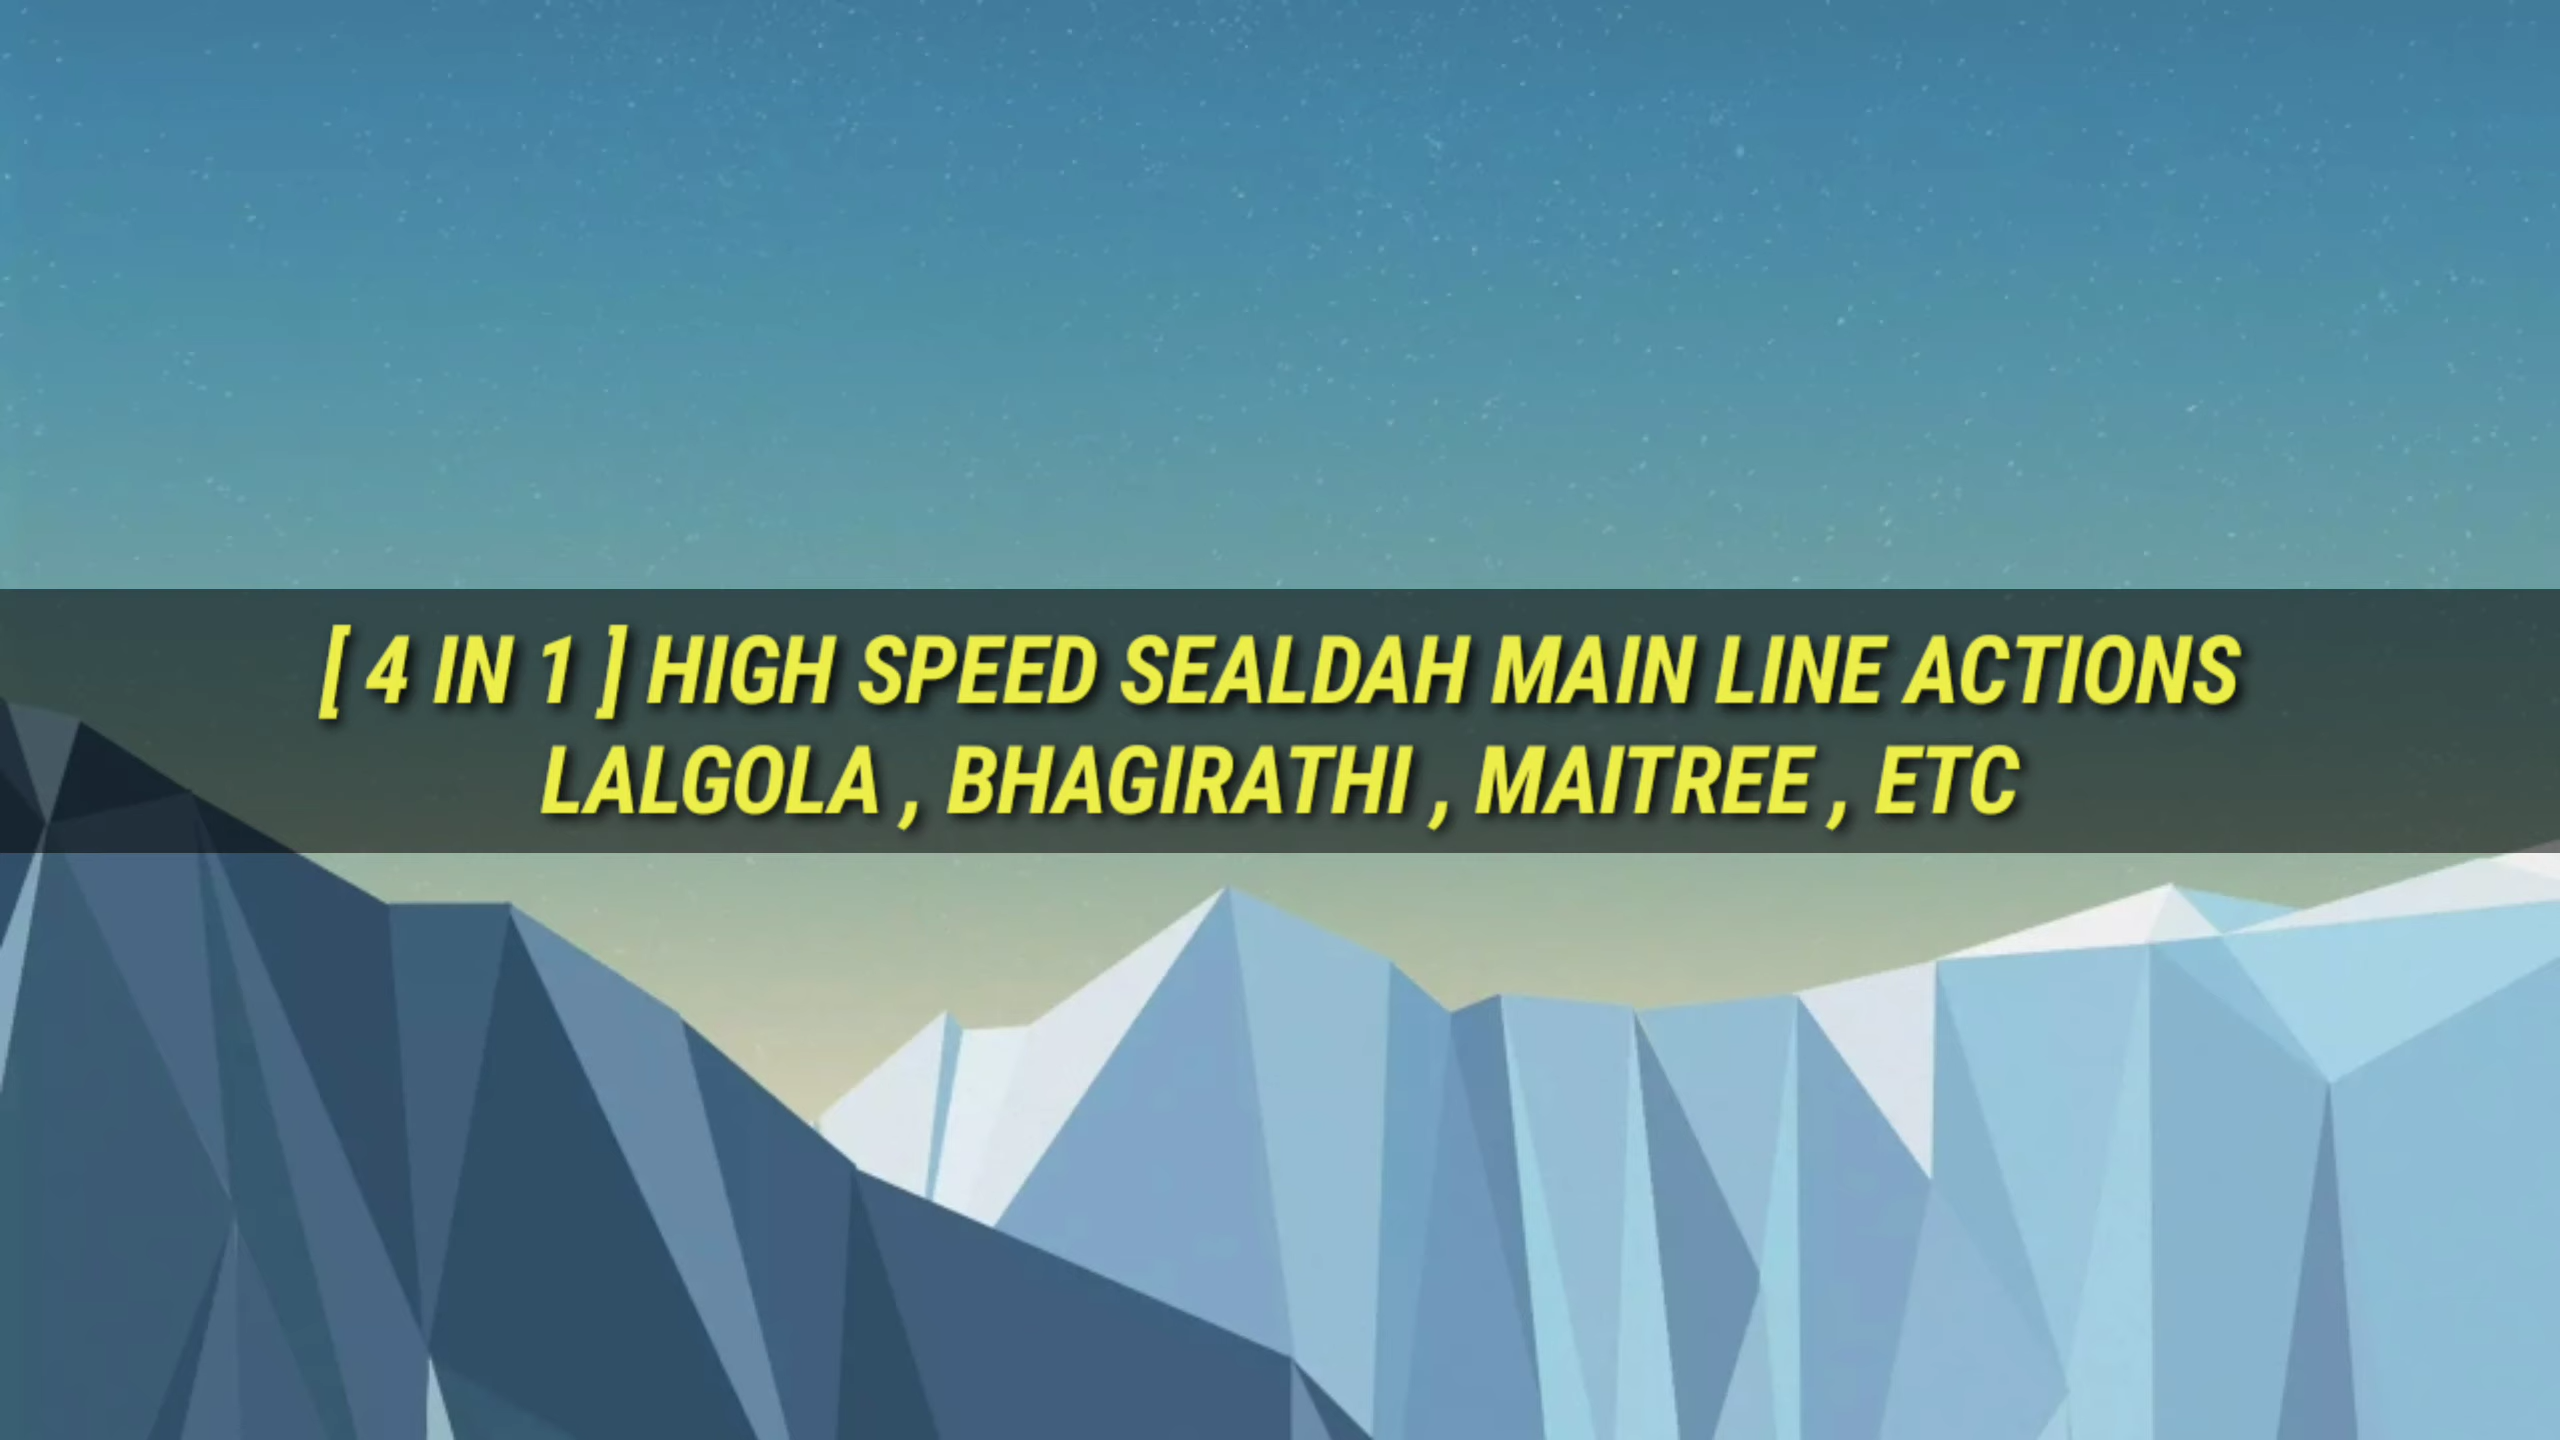 [ 4 IN 1 ] HIGH SPEED SEALDAH MAIN LINE ACTIONS
LALGOLA , BHAGIRATHI , MAITREE , ETC